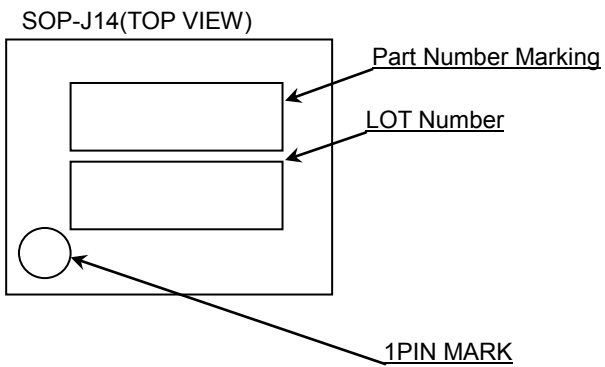 SOP-J14(TOP VIEW)
Part Number Marking
LOT Number
1PIN MARK